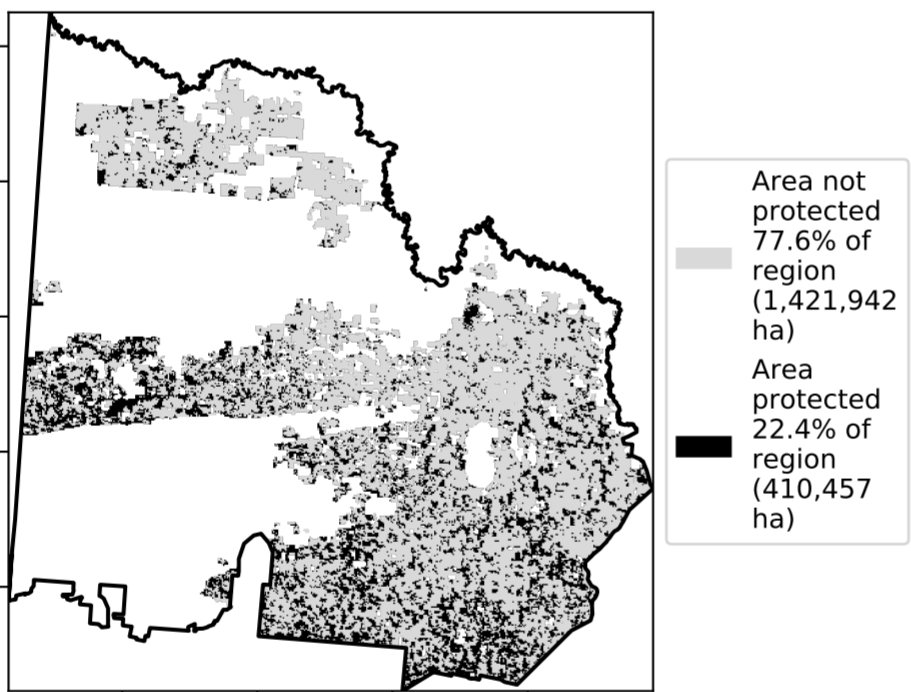 Area not
protected
77.6% of
region
(1,421,942
ha)
Area
protected
22.4% of
region
(410,457
ha)